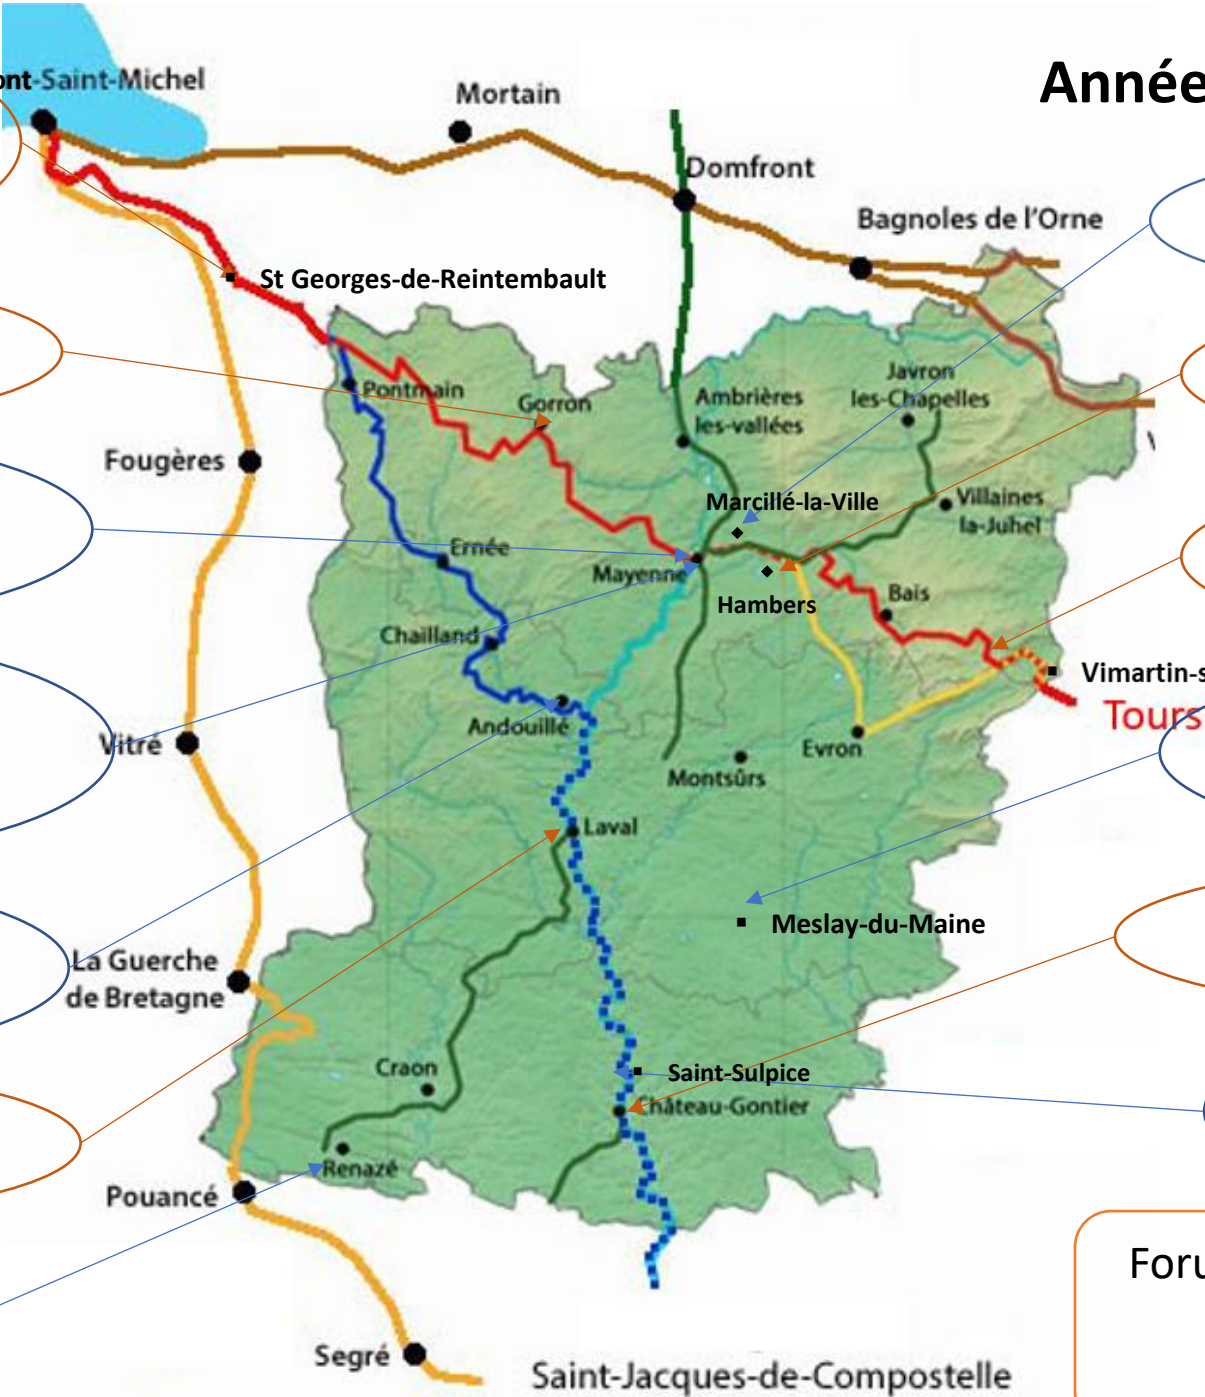 Année
ont-Saint-Michel
Mortain
Domfront
Bagnoles de l'Orne
St Georges-de-Reintembault
Pontmain
Gorron
Ambrières
les-vallées
Javron
les-Chapelles
Fougères
Marcillé-la-Ville
Villaines
la-Juhel
Ernée
Mayenne
Hambers
Bais
Chailland
Vimartin-s
Tours
Andouillé
Vitré
Evron
Montsûrs
Laval
Meslay-du-Maine
La Guerche
de Bretagne
Craon
Saint-Sulpice
Château-Gontier
Renazé
Pouancé
Foru
Segré
Saint-Jacques-de-Compostelle